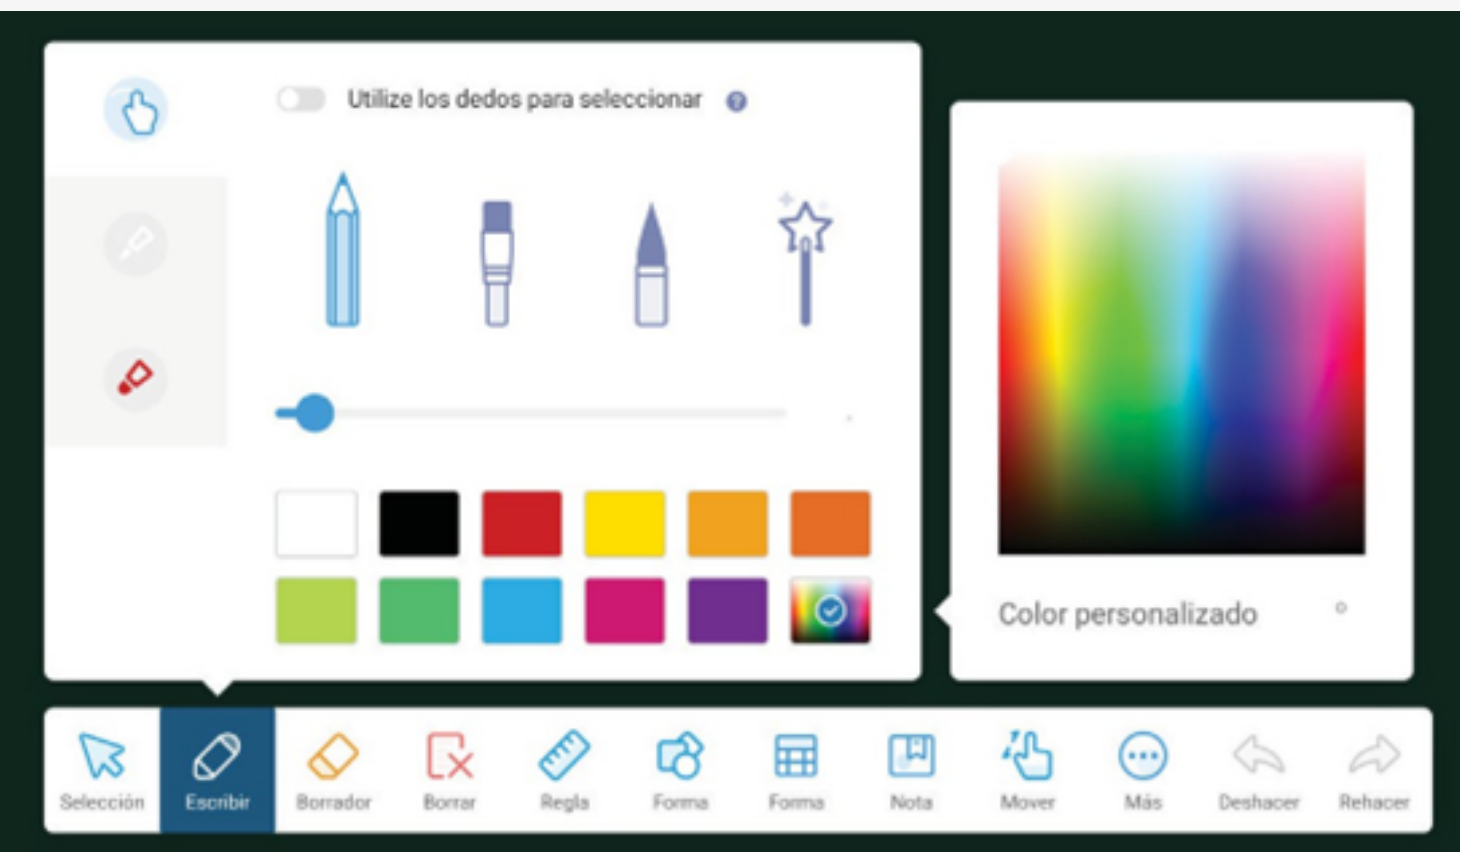 Utilize los dedos para seleccionar ?
Color personalizado
Selección Escribir Borrador Borrar Regla Forma Forma Nota Mover Más Deshacer Rehacer